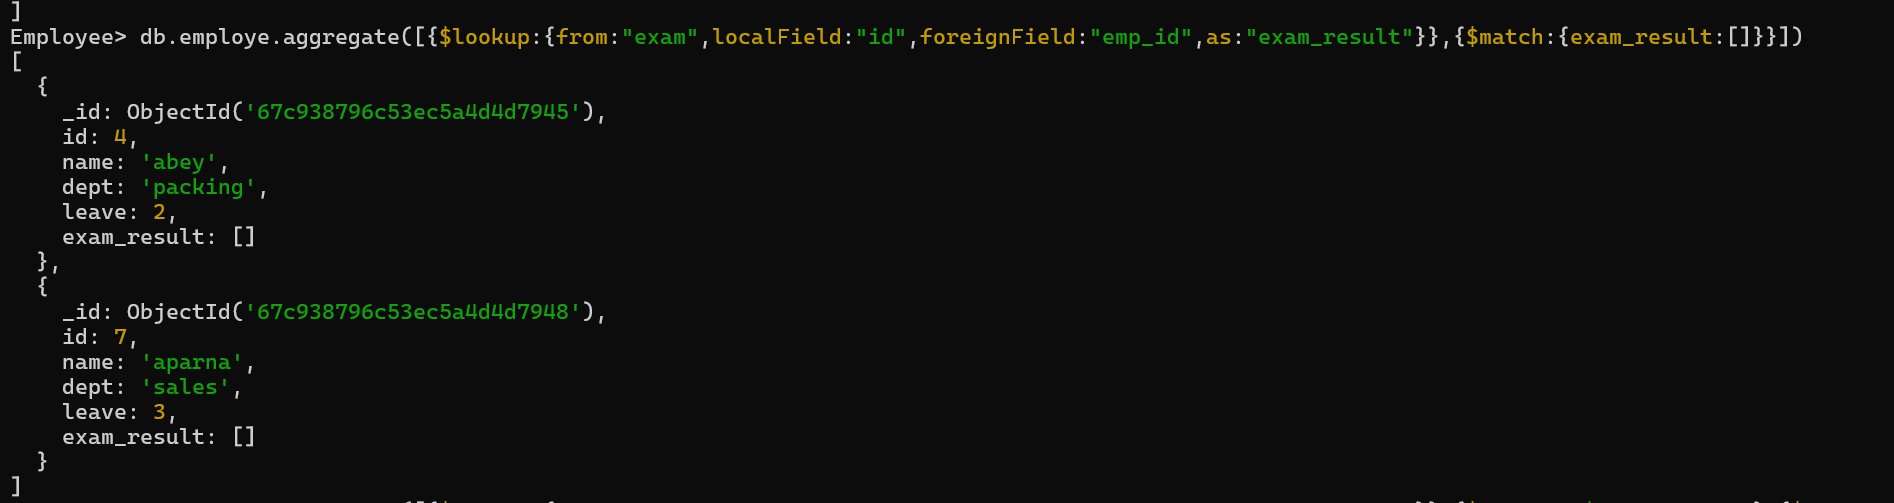 ]
Employee> db.employe.aggregate([{$lookup:{from:"exam",localField:"id",foreignField:"emp_id",as:"exam_result"}},{$match:{exam_result:[]}}])
[
  {
    _id: ObjectId('67c938796c53ec5a4d4d7945'),
    id: 4,
    name: 'abey',
    dept: 'packing',
    leave: 2,
    exam_result: []
  },
  {
    _id: ObjectId('67c938796c53ec5a4d4d7948'),
    id: 7,
    name: 'aparna',
    dept: 'sales',
    leave: 3,
    exam_result: []
  }
]